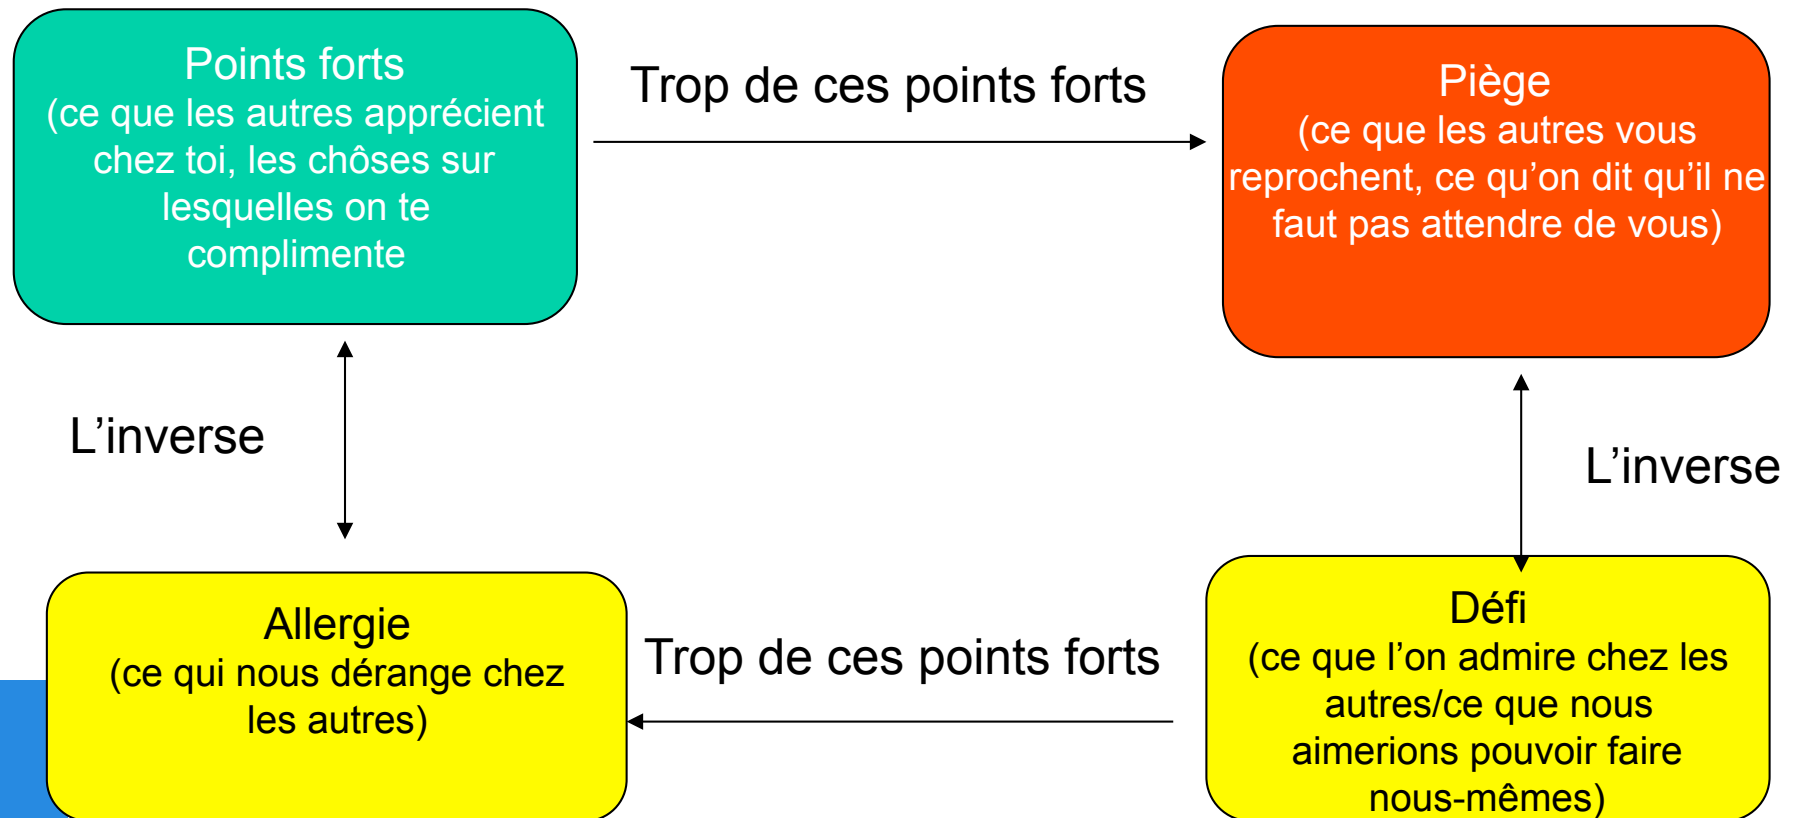 Points forts
(ce que les autres apprécient
chez toi, les chôses sur
lesquelles on te
complimente
Trop de ces points forts
Piège
(ce que les autres vous
reprochent, ce qu’on dit qu’il ne
faut pas attendre de vous)
L’inverse
L’inverse
Allergie
(ce qui nous dérange chez
les autres)
Trop de ces points forts
Défi
(ce que l’on admire chez les
autres/ce que nous
aimerions pouvoir faire
nous-mêmes)